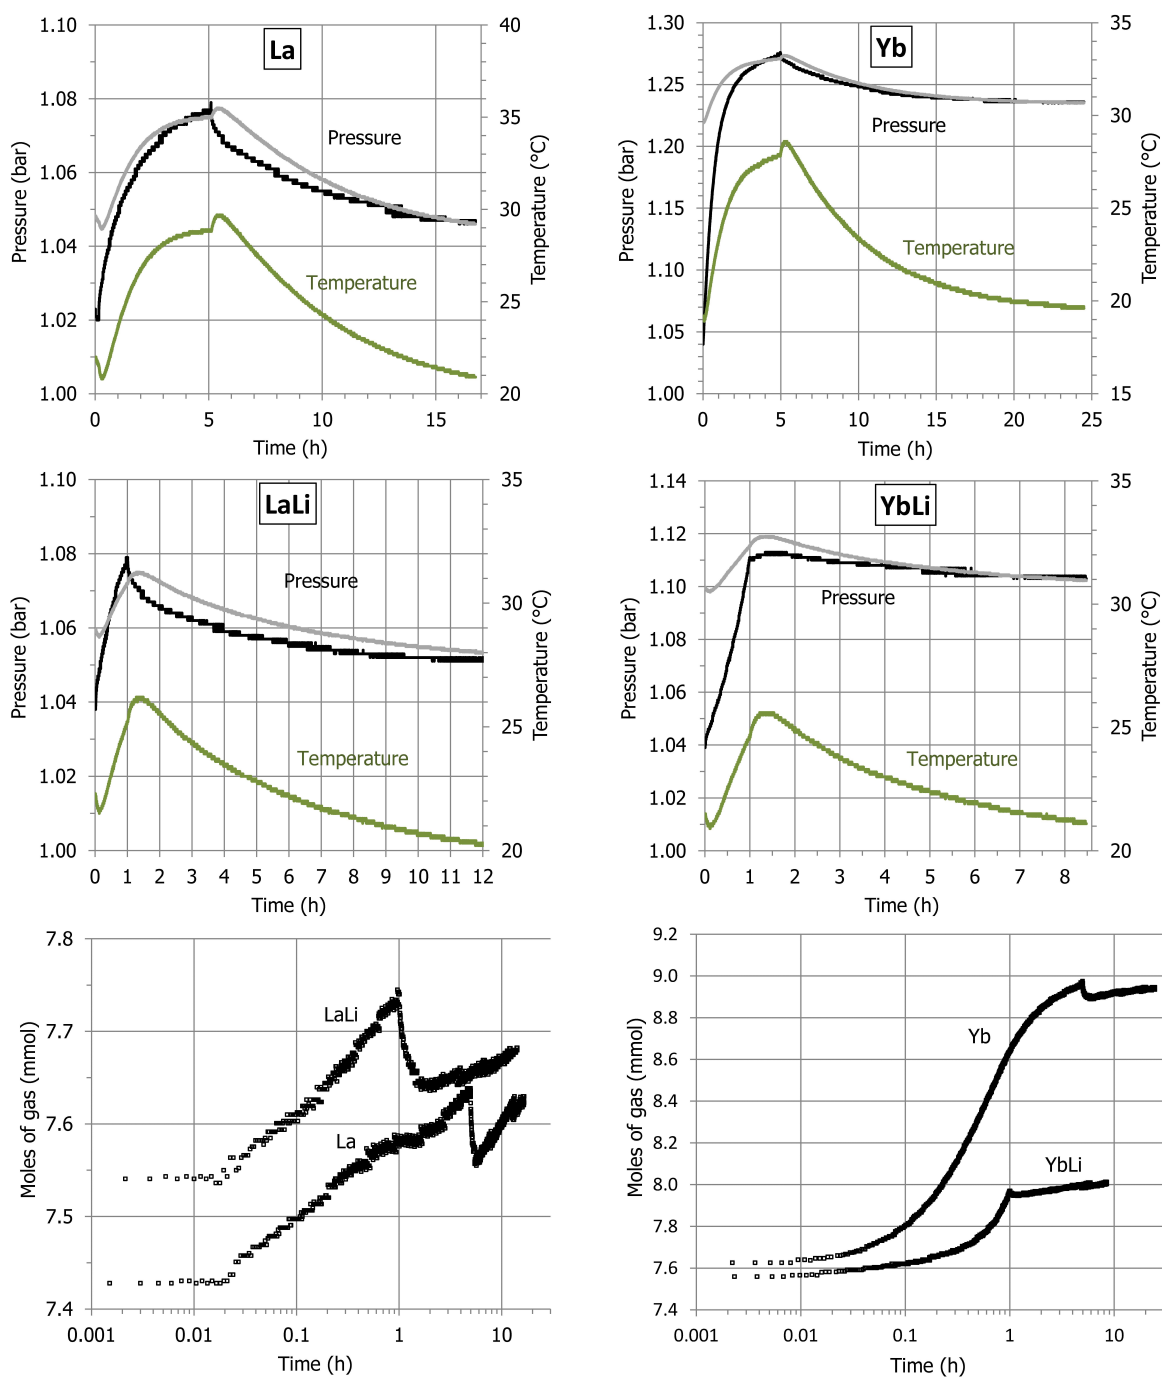 La
Pressure (bar)
1.10
1.08
1.06
1.04
1.02
1.00
Pressure
Temperature
40
35
30
25
20
Temperature (°C)
0 5 10 15
Time (h)
Yb
Pressure (bar)
1.30
1.25
1.20
1.15
1.10
1.05
1.00
Pressure
Temperature
35
30
25
20
15
Temperature (°C)
0 5 10 15 20 25
Time (h)
LaLi
Pressure (bar)
1.10
1.08
1.06
1.04
1.02
1.00
Pressure
Temperature
35
30
25
20
Temperature (°C)
0 1 2 3 4 5 6 7 8 9 10 11 12
Time (h)
YbLi
Pressure (bar)
1.14
1.12
1.10
1.08
1.06
1.04
1.02
1.00
Pressure
Temperature
35
30
25
20
Temperature (°C)
0 1 2 3 4 5 6 7 8
Time (h)
Moles of gas (mmol)
7.8
7.7
7.6
7.5
7.4
LaLi
La
0.001 0.01 0.1 1 10
Time (h)
Moles of gas (mmol)
9.2
9.0
8.8
8.6
8.4
8.2
8.0
7.8
7.6
7.4
Yb
YbLi
0.001 0.01 0.1 1 10
Time (h)